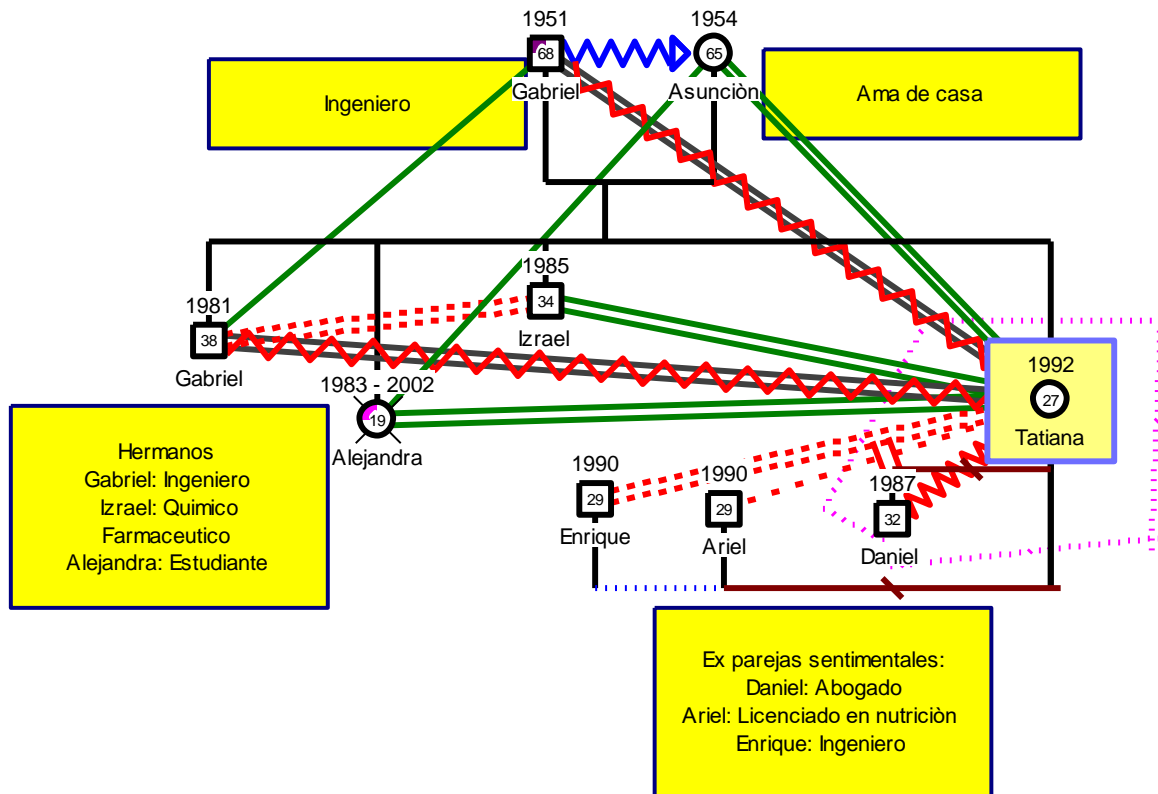 1951
1954
68
65
Gabriel
Asunciòn
Ingeniero
Ama de casa
1985
34
Izrael
1981
38
Gabriel
1983 - 2002
19
Alejandra
1992
27
Tatiana
Hermanos
Gabriel: Ingeniero
Izrael: Quimico
Farmaceutico
Alejandra: Estudiante
1990
29
Enrique
1990
29
Ariel
1987
32
Daniel
Ex parejas sentimentales:
Daniel: Abogado
Ariel: Licenciado en nutriciòn
Enrique: Ingeniero